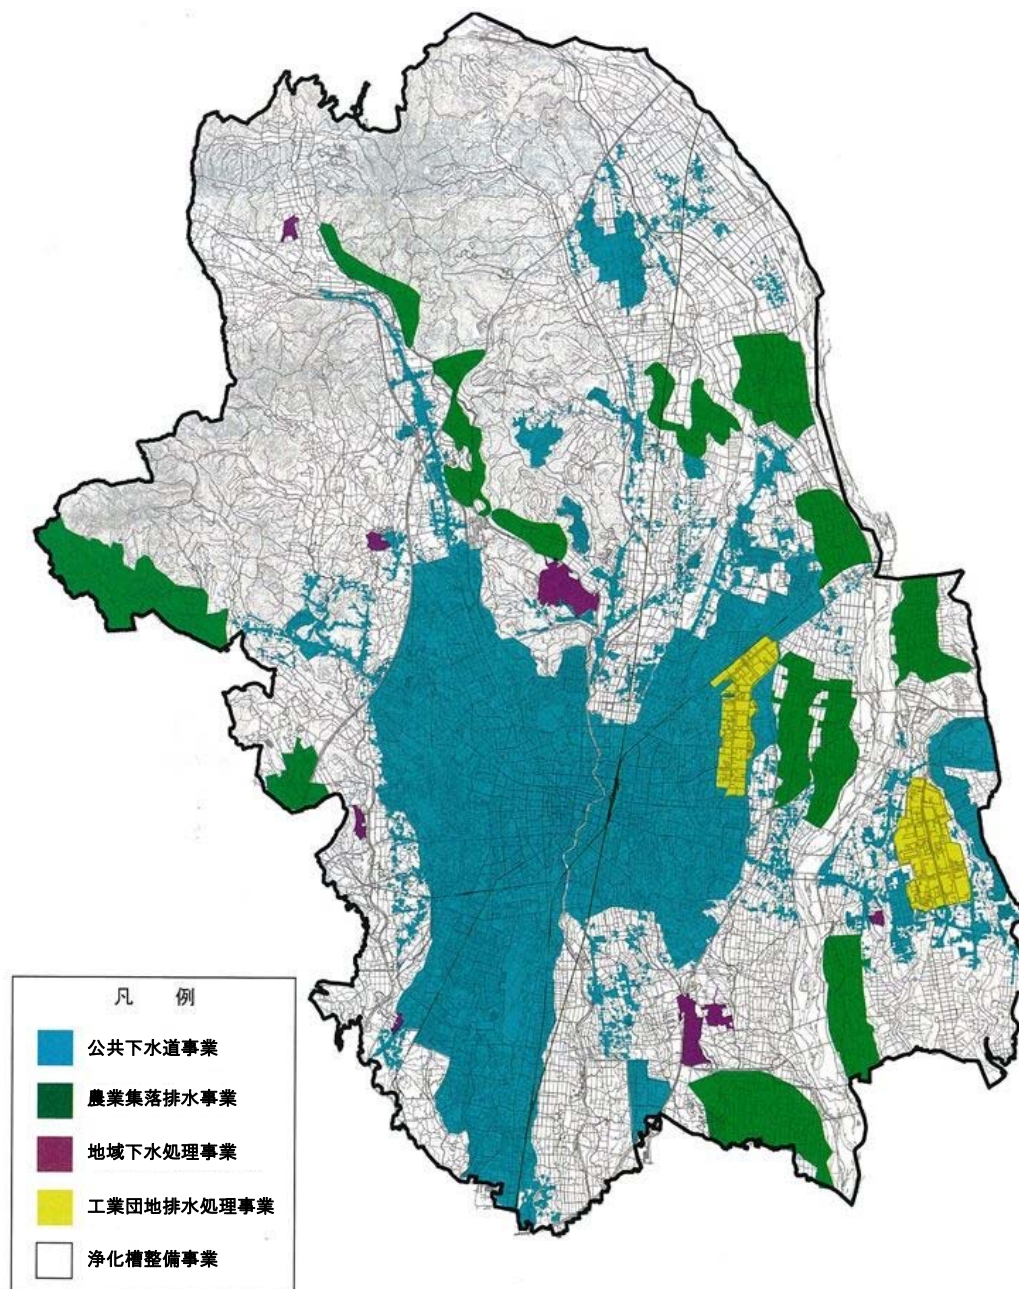 凡 例
公共下水道事業
農業集落排水事業
地域下水処理事業
工業団地排水処理事業
浄化槽整備事業